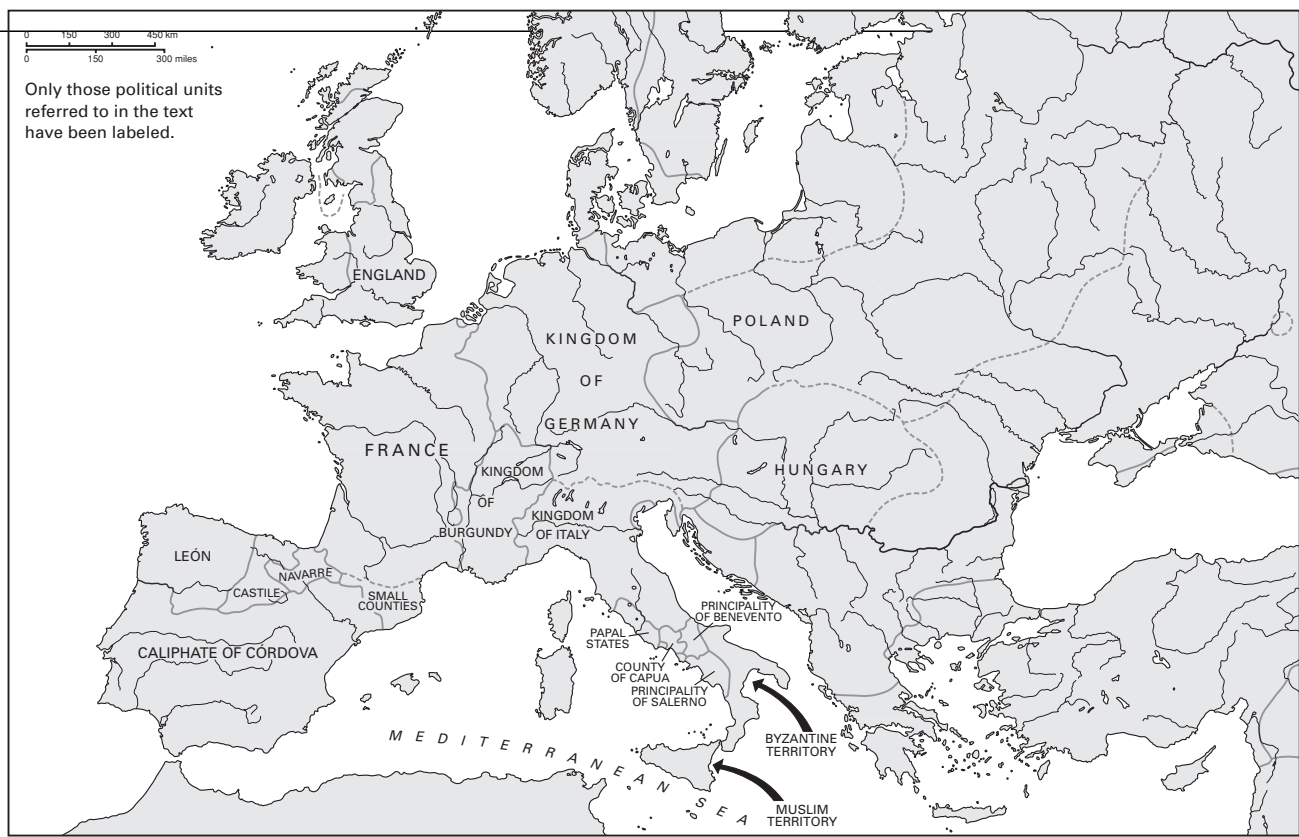 0 150 300 450 km
0 150 300 miles
Only those political units
referred to in the text
have been labeled.
ENGLAND
POLAND
KINGDOM
OF
GERMANY
FRANCE
HUNGARY
KINGDOM
OF
BURGUNDY
KINGDOM
OF ITALY
LEÓN
NAVARRE
CASTILE
SMALL
COUNTIES
CALIPHATE OF CÓRDOVA
PRINCIPALITY
OF BENEVENTO
PAPAL
STATES
COUNTY
OF CAPUA
PRINCIPALITY
OF SALERNO
BYZANTINE
TERRITORY
MEDITERRANEAN SEA
MUSLIM
TERRITORY